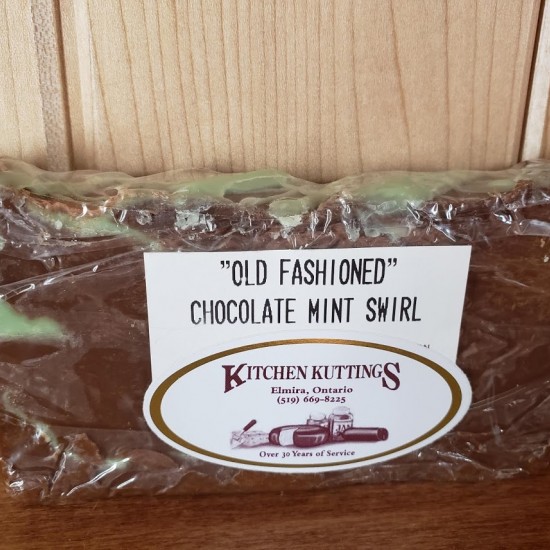 "OLD FASHIONED"
CHOCOLATE MINT SWIRL
KITCHEN KUTTINGS
Elmira, Ontario
(519) 669-8225
JAM
Over 30 Years of Service